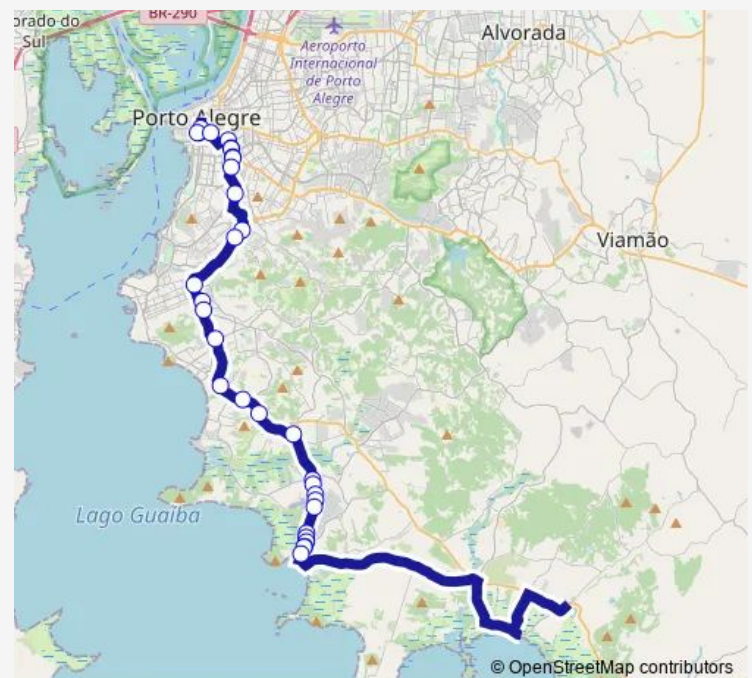 BR-290
orado do
Sul
Aeroporto
Internacional
de Porto
Alegre
Alvorada
Porto Alegre
Viamão
Lago Guaíba
© OpenStreetMap contributors